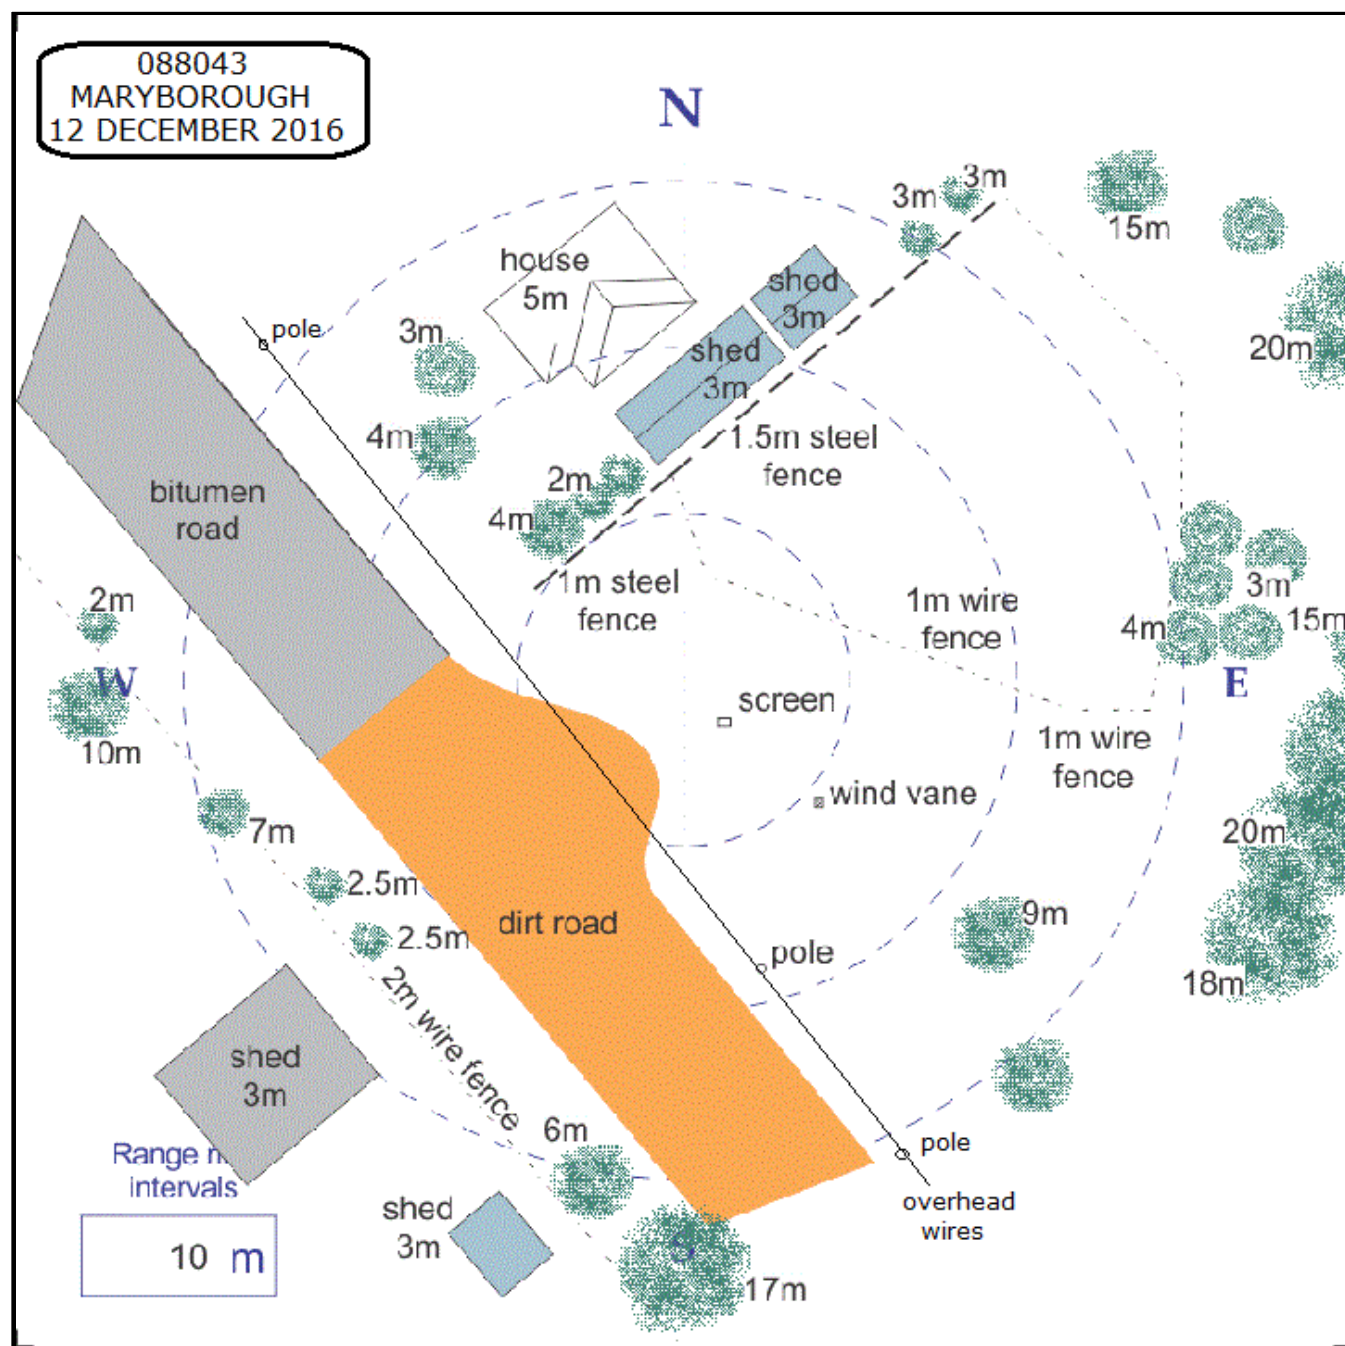 088043
MARYBOROUGH
12 DECEMBER 2016
N
3m
3m
15m
house
5m
shed
3m
pole
3m
shed
3m
20m
4m
1.5m steel
fence
bitumen
road
2m
4m
1m steel
fence
1m wire
fence
3m
15m
4m
2m
W
E
screen
10m
1m wire
fence
wind vane
7m
20m
2.5m
9m
dirt road
2.5m
pole
18m
2m wire fence
shed
3m
6m
pole
Range
intervals
10 m
shed
3m
overhead
wires
S
17m